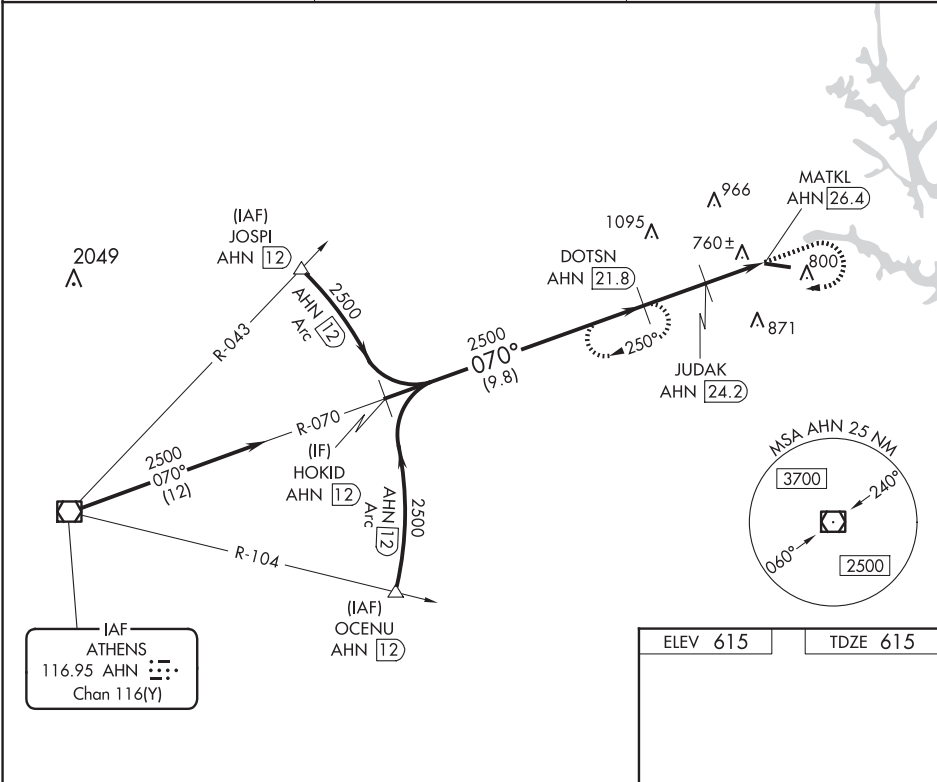 2049
(IAF)
JOSPI
AHN 12
2500
AHN 12
Arc
R-043
1095
966
MATKL
AHN 26.4
760±
800
DOTSN
AHN 21.8
871
250°
2500
070°
(9.8)
JUDAK
AHN 24.2
R-070
(IF)
HOKID
AHN 12
2500
070°
(12)
2500
AHN 12
Arc
R-104
(IAF)
OCENU
AHN 12
MSA AHN 25 NM
3700
240°
060°
2500
IAF
ATHENS
116.95 AHN
Chan 116(Y)
ELEV 615
TDZE 615